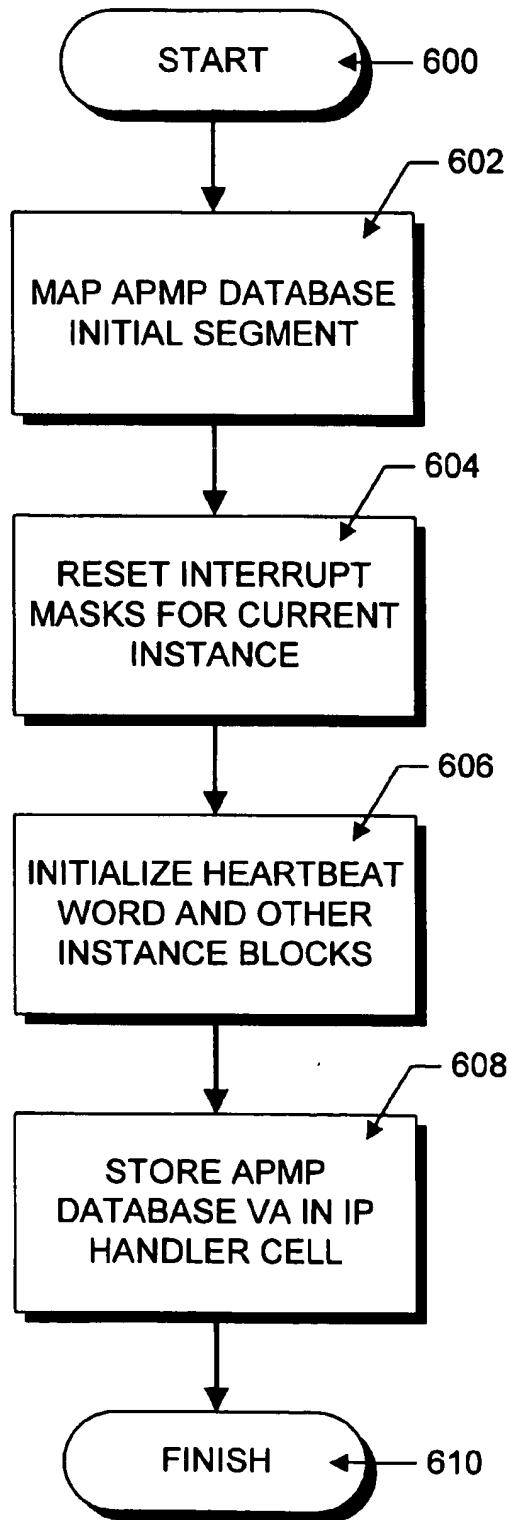 START
600
602
MAP APMP DATABASE
INITIAL SEGMENT
604
RESET INTERRUPT
MASKS FOR CURRENT
INSTANCE
606
INITIALIZE HEARTBEAT
WORD AND OTHER
INSTANCE BLOCKS
608
STORE APMP
DATABASE VA IN IP
HANDLER CELL
FINISH
610